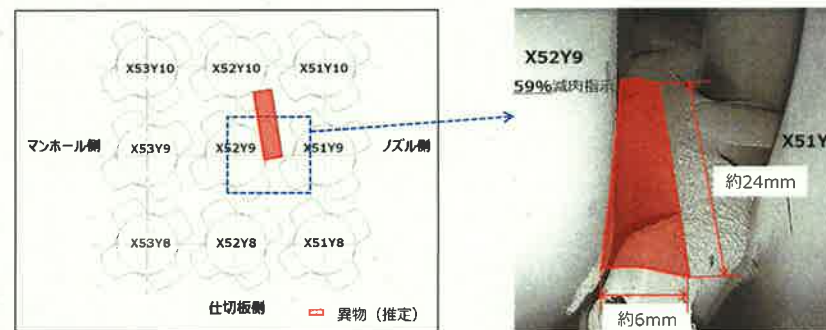 X53Y10 X52Y10 X51Y10
マンホール側 X53Y9 X52Y9 X51Y9 ノズル側
X53Y8 X52Y8 X51Y8
仕切板側
異物（推定）
X52Y9
59%減肉指示
X51Y
約24mm
約6mm